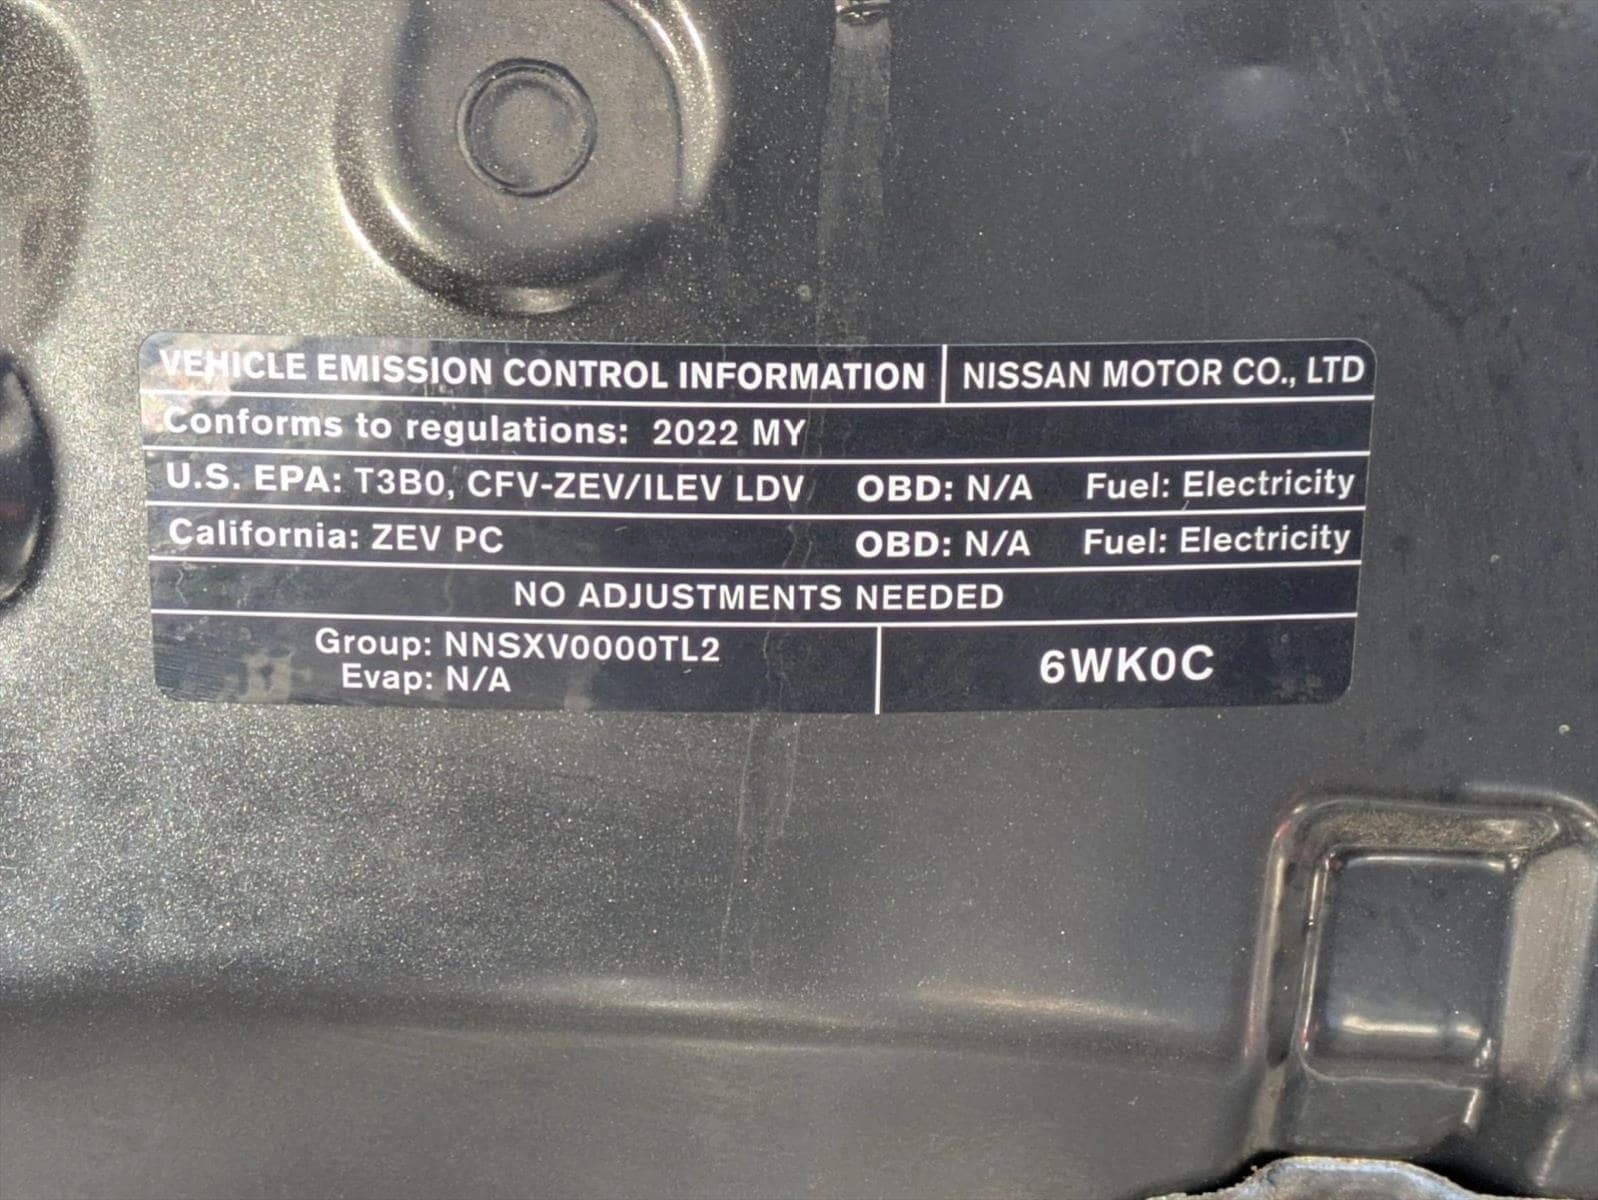 VEHICLE EMISSION CONTROL INFORMATION NISSAN MOTOR CO., LTD
Conforms to regulations: 2022 MY
U.S. EPA: T3B0, CFV-ZEV/ILEV LDV OBD: N/A Fuel: Electricity
California: ZEV PC OBD: N/A Fuel: Electricity
NO ADJUSTMENTS NEEDED
Group: NNSXV0000TL2
Evap: N/A
6WK0C